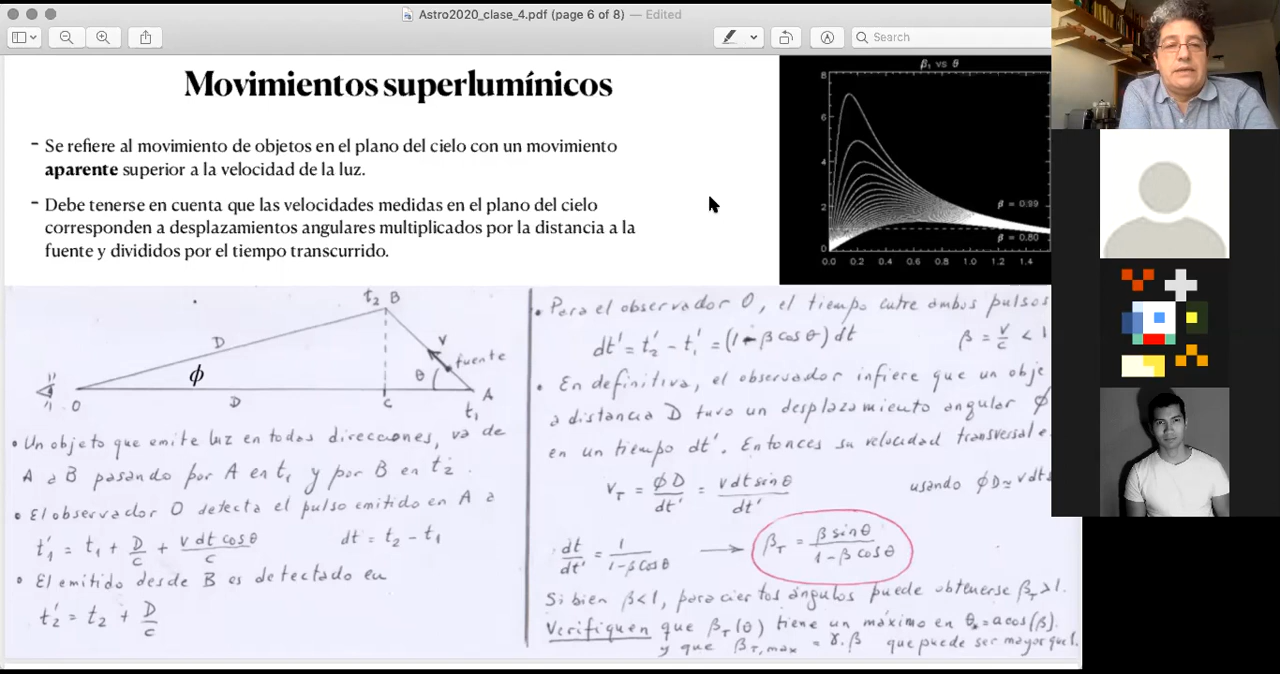 Astro2020_clase_4.pdf (page 6 of 8) — Edited
Search
Movimientos superlumínicos
- Se refiere al movimiento de objetos en el plano del cielo con un movimiento
aparente superior a la velocidad de la luz.
- Debe tenerse en cuenta que las velocidades medidas en el plano del cielo
corresponden a desplazamientos angulares multiplicados por la distancia a la
fuente y divididos por el tiempo transcurrido.
β₁ vs θ
8
6
4
2
0
β = 0.99
β = 0.80
0.0 0.2 0.4 0.6 0.8 1.0 1.2 1.4
t₂ B
D
V
fuente
ϕ
θ
A
O
D
C
t₁
• Un objeto que emite luz en todas direcciones, va de
A a B pasando por A en t₁ y por B en t₂.
• El observador O detecta el pulso emitido en A a
t₁' = t₁ + D/c + v dt cosθ/c dt = t₂ - t₁
• El emitido desde B es detectado en
t₂' = t₂ + D/c
• Para el observador O, el tiempo entre ambos pulsos
dt' = t₂' - t₁' = (1 - β cosθ) dt β = v/c < 1
• En definitiva, el observador infiere que un obje
a distancia D tuvo un desplazamiento angular ϕ
en un tiempo dt'. Entonces su velocidad transversal e
v_T = ϕD/dt' = v dt sinθ/dt' usando ϕD ≃ v dt s
dt/dt' = 1/(1-β cosθ) → β_T = β sinθ/(1-β cosθ)
Si bien β<1, para ciertos ángulos puede obtenerse β_T>1.
Verifiquen que β_T(θ) tiene un máximo en θ* = acos(β).
y que β_T,max = γ.β que puede ser mayor que 1.